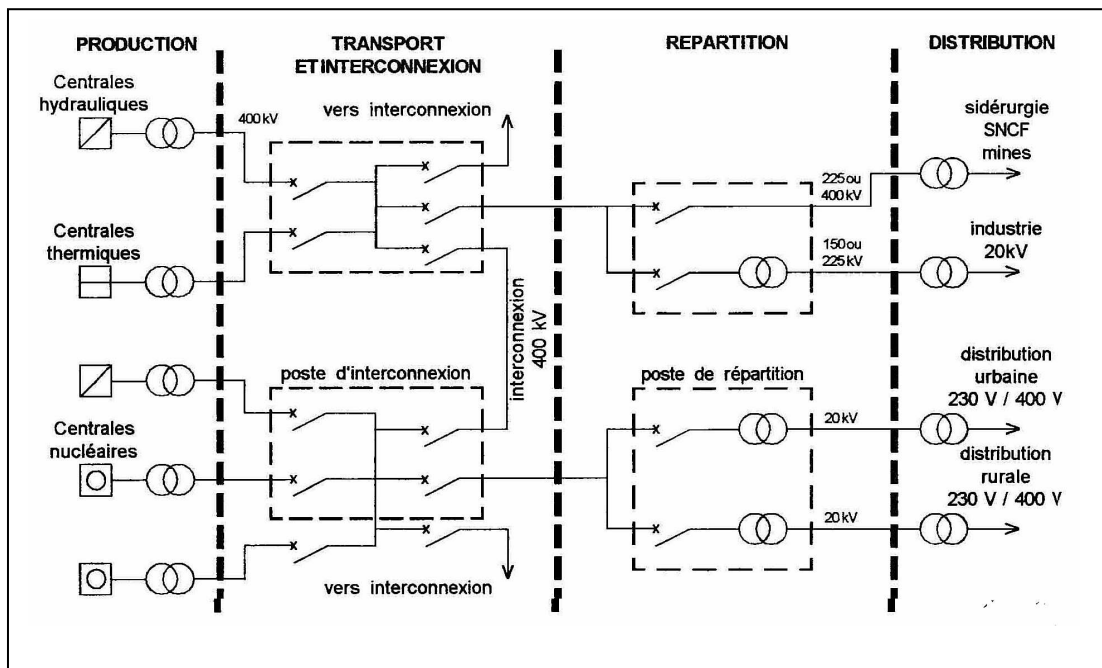 PRODUCTION
TRANSPORT
ET INTERCONNEXION
REPARTITION
DISTRIBUTION
Centrales
hydrauliques
400 kV
vers interconnexion
sidérurgie
SNCF
mines
225 ou
400 kV
Centrales
thermiques
industrie
20kV
150 ou
225 kV
interconnexion
400 kV
poste d'interconnexion
poste de répartition
distribution
urbaine
230 V / 400 V
20 kV
Centrales
nucléaires
distribution
rurale
230 V / 400 V
20 kV
vers interconnexion